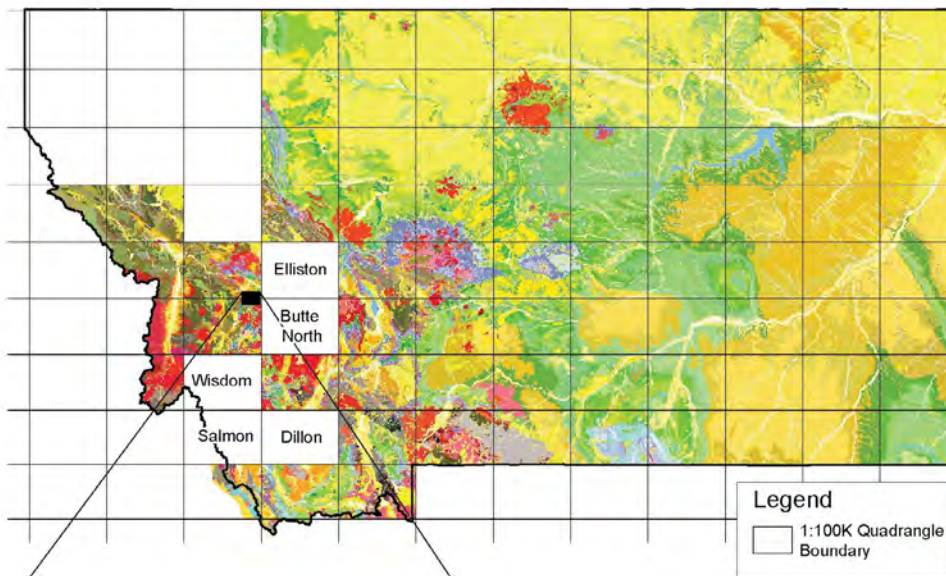 Elliston
Butte
North
Wisdom
Salmon
Dillon
Legend
1:100K Quadrangle
Boundary